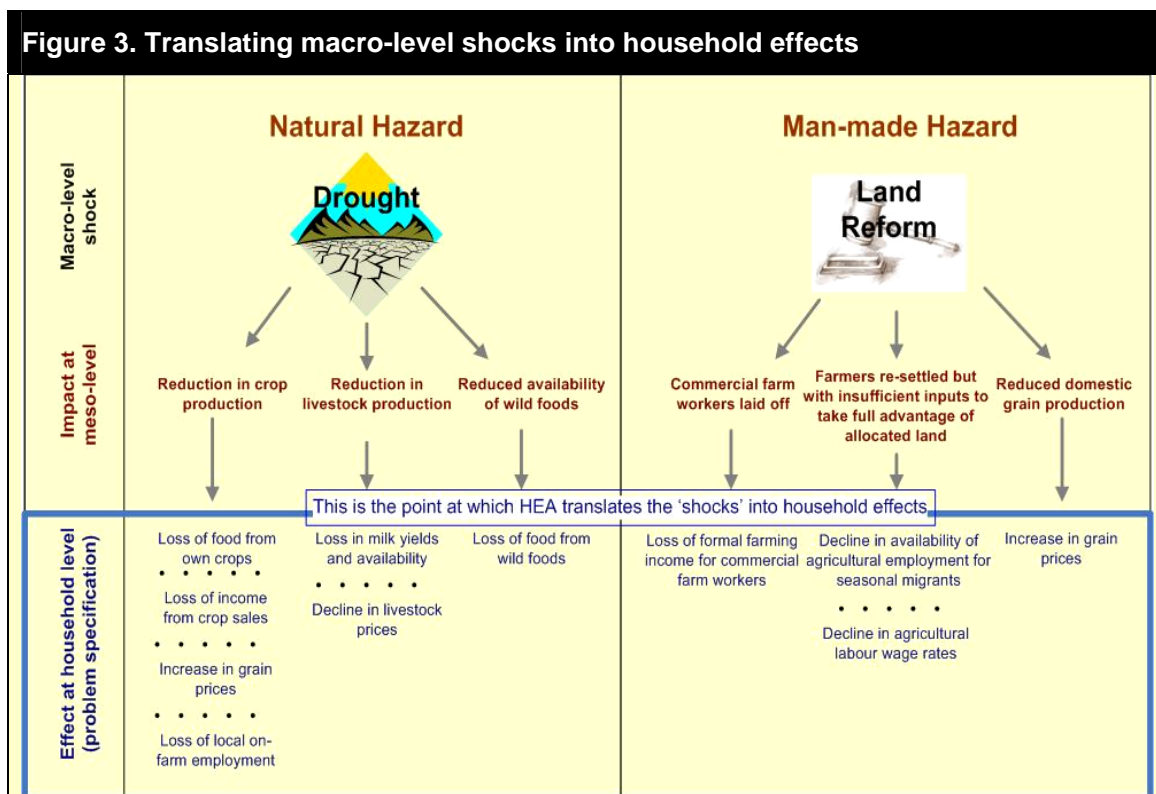 Figure 3. Translating macro-level shocks into household effects
Natural Hazard
Man-made Hazard
Macro-level
shock
Drought
Land
Reform
Impact at
meso-level
Reduction in crop
production
Reduction in
livestock production
Reduced availability
of wild foods
Commercial farm
workers laid off
Farmers re-settled but
with insufficient inputs to
take full advantage of
allocated land
Reduced domestic
grain production
This is the point at which HEA translates the ‘shocks’ into household effects
Effect at household level
(problem specification)
Loss of food from
own crops
Loss of income
from crop sales
Increase in grain
prices
Loss of local on-
farm employment
Loss in milk yields
and availability
Decline in livestock
prices
Loss of food from
wild foods
Loss of formal farming
income for commercial
farm workers
Decline in availability of
agricultural employment for
seasonal migrants
Decline in agricultural
labour wage rates
Increase in grain
prices